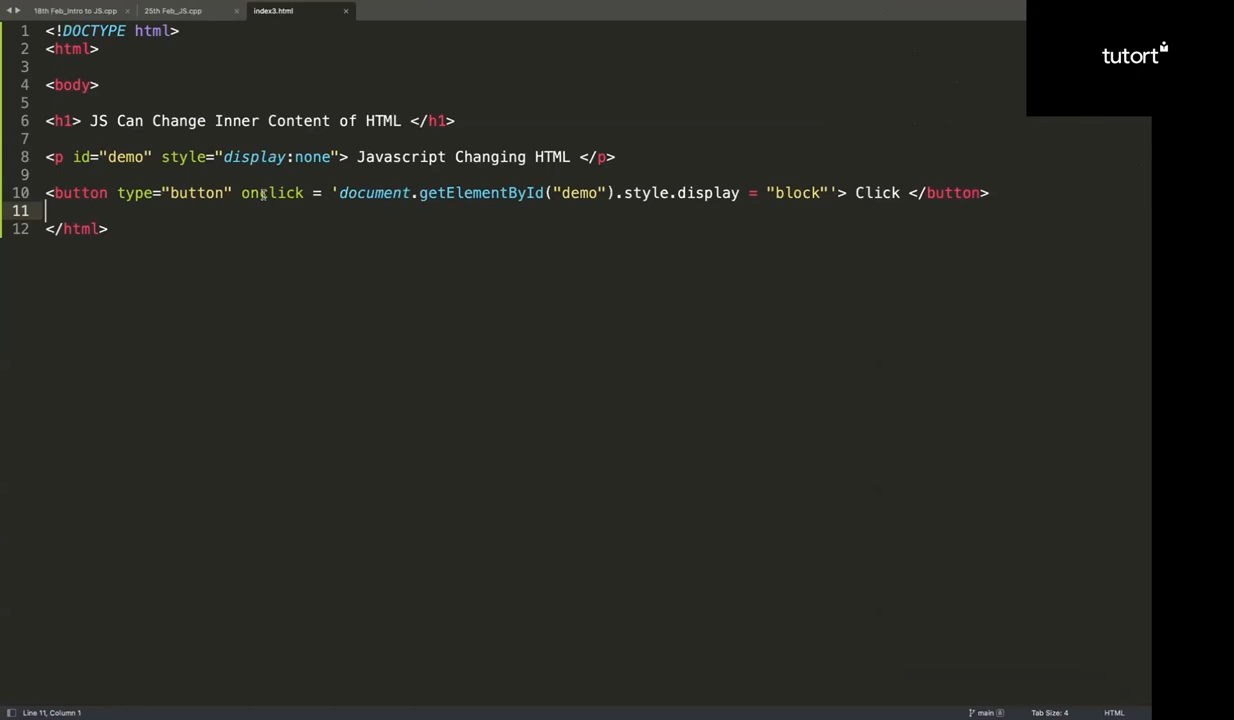 18th Feb_Intro to JS.cpp × 25th Feb_JS.cpp × index3.html ×
tutort
1 <!DOCTYPE html>
2 <html>
3
4 <body>
5
6 <h1> JS Can Change Inner Content of HTML </h1>
7
8 <p id="demo" style="display:none"> Javascript Changing HTML </p>
9
10 <button type="button" onclick = 'document.getElementById("demo").style.display = "block"'> Click </button>
11
12 </html>
Line 11, Column 1 main 8 Tab Size: 4 HTML